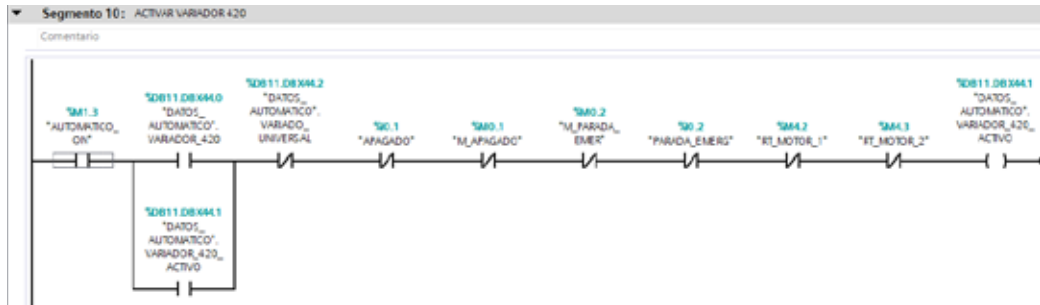 Segmento 10: ACTIVAR VARIADOR 420
Comentario
%M1.3
"AUTOMATICO_
ON"
%DB11.DBX44.0
"DATOS_
AUTOMATICO".
VARIADOR_420
%DB11.DBX44.2
"DATOS_
AUTOMATICO".
VARIADO_
UNIVERSAL
%I0.1
"APAGADO"
%M0.1
"M_APAGADO"
%M0.2
"M_PARADA_
EMER"
%I0.2
"PARADA_EMERG"
%M4.2
"RT_MOTOR_1"
%M4.3
"RT_MOTOR_2"
%DB11.DBX44.1
"DATOS_
AUTOMATICO".
VARIADOR_420_
ACTIVO
%DB11.DBX44.1
"DATOS_
AUTOMATICO".
VARIADOR_420_
ACTIVO